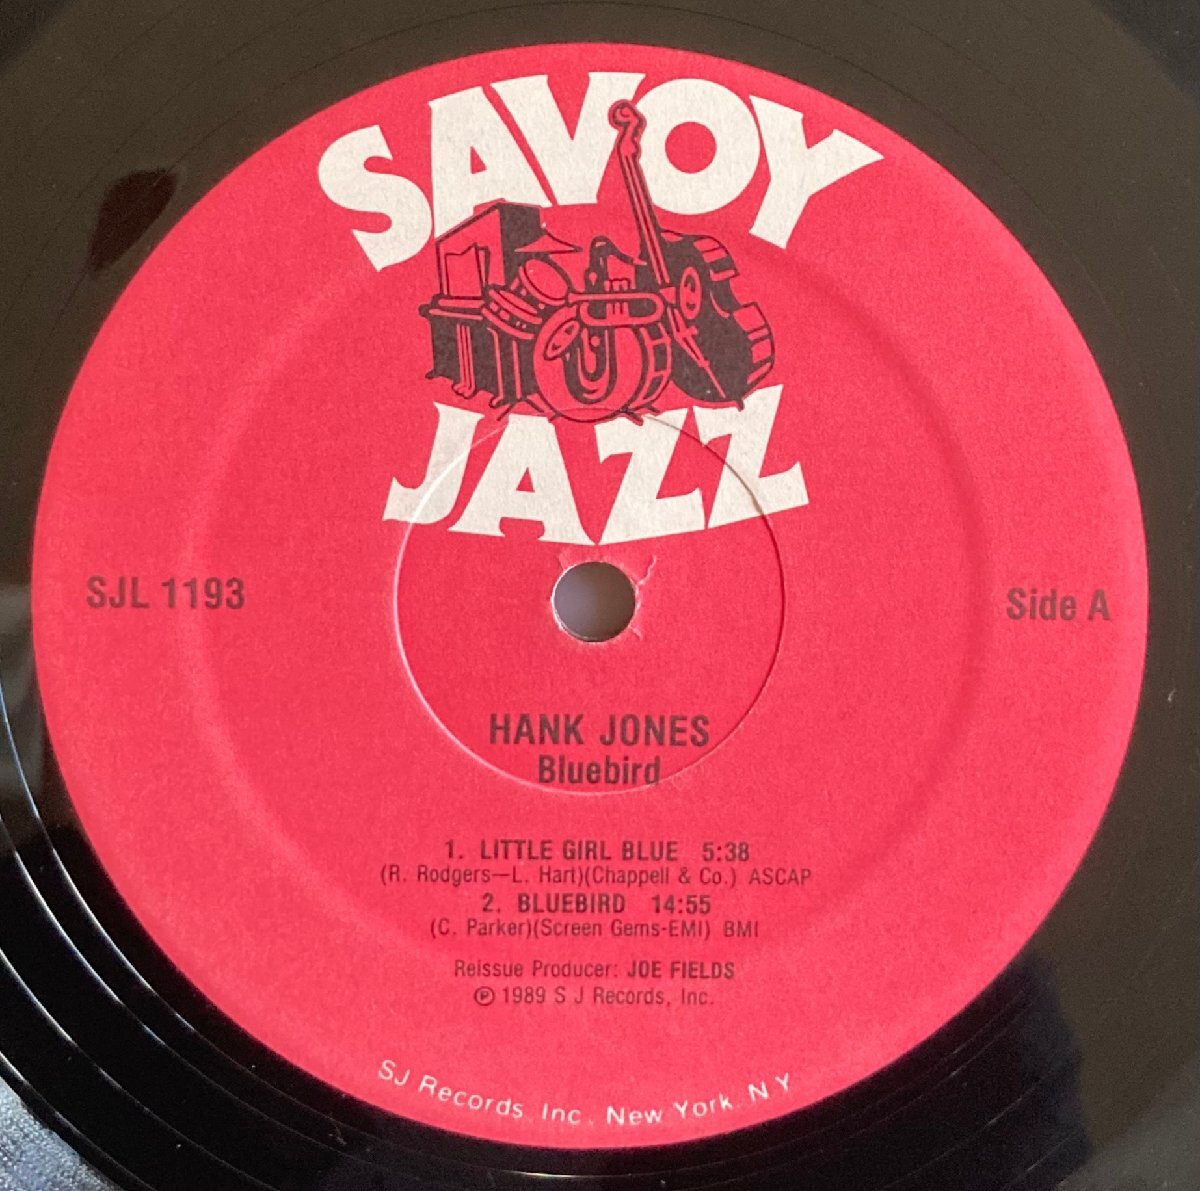 SAVOY
JAZZ
SJL 1193
Side A
HANK JONES
Bluebird
1. LITTLE GIRL BLUE 5:38
(R. Rodgers—L. Hart)(Chappell & Co.) ASCAP
2. BLUEBIRD 14:55
(C. Parker)(Screen Gems-EMI) BMI
Reissue Producer: JOE FIELDS
℗ 1989 S J Records, Inc.
SJ Records, Inc., New York, N.Y.